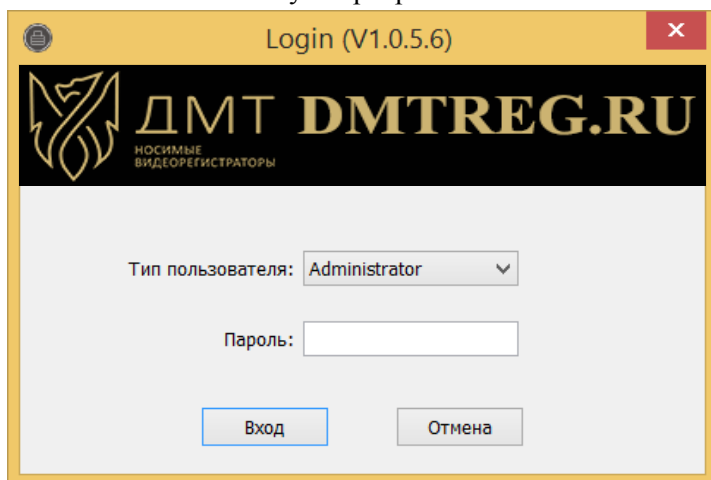 Login (V1.0.5.6)
ДМТ DMTREG.RU
НОСИМЫЕ
ВИДЕОРЕГИСТРАТОРЫ
Тип пользователя: Administrator
Пароль:
Вход Отмена